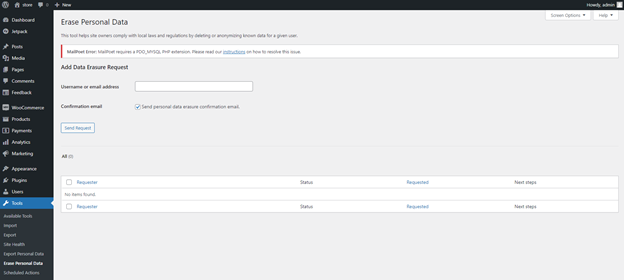 store
0
New
Howdy, admin
Dashboard
Jetpack
Posts
Media
Pages
Comments
Feedback
WooCommerce
Products
Payments
Analytics
Marketing
Appearance
Plugins
Users
Tools
Available Tools
Import
Export
Site Health
Export Personal Data
Erase Personal Data
Scheduled Actions
Screen Options
Help
Erase Personal Data
This tool helps site owners comply with local laws and regulations by deleting or anonymising known data for a given user.
MailPoet Error: MailPoet requires a PDO_MYSQL PHP extension. Please read our instructions on how to resolve this issue.
Add Data Erasure Request
Username or email address
Confirmation email
Send personal data erasure confirmation email.
Send Request
All (0)
Requester Status Requested Next steps
No items found.
Requester Status Requested Next steps